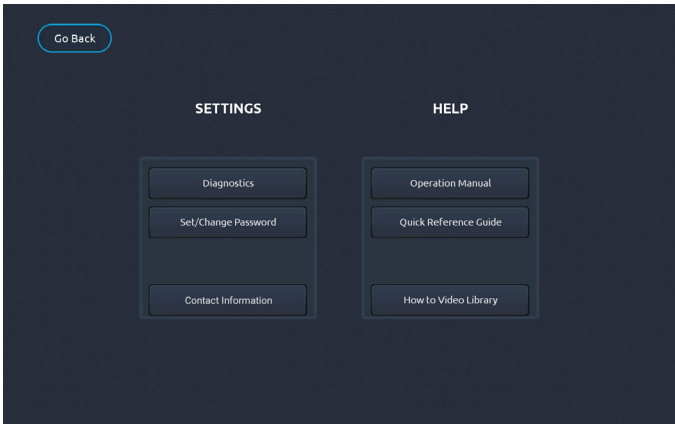 Go Back
SETTINGS
Diagnostics
Set/Change Password
Contact Information
HELP
Operation Manual
Quick Reference Guide
How to Video Library